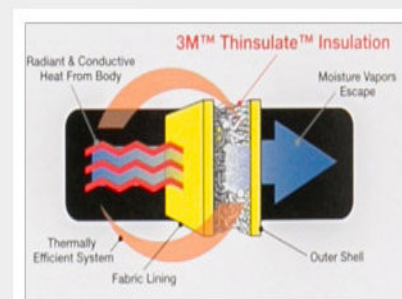 3M™ Thinsulate™ Insulation
Radiant & Conductive
Heat From Body
Moisture Vapors
Escape
Thermally
Efficient System
Fabric Lining
Outer Shell